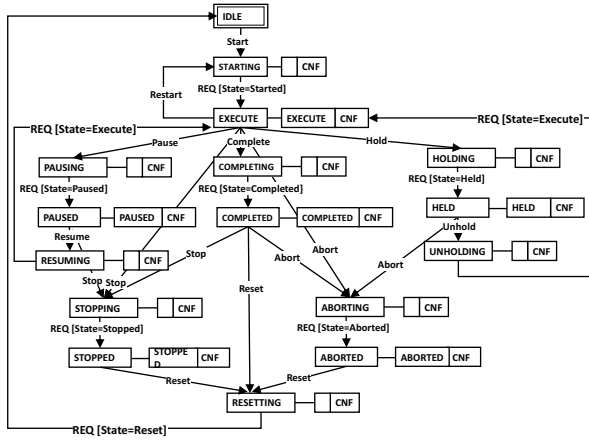 IDLE
Start
STARTING CNF
Restart
REQ [State=Started]
EXECUTE EXECUTE CNF
REQ [State=Execute] REQ [State=Execute]
Pause Complete Hold
PAUSING CNF COMPLETING CNF HOLDING CNF
REQ [State=Paused] REQ [State=Completed] REQ [State=Held]
PAUSED PAUSED CNF COMPLETED COMPLETED CNF HELD HELD CNF
Resume Unhold
RESUMING CNF Stop Abort Abort Abort UNHOLDING CNF
Stop Stop Reset
STOPPING CNF ABORTING CNF
REQ [State=Stopped] REQ [State=Aborted]
STOPPED STOPPE CNF ABORTED ABORTED CNF
D
Reset Reset
RESETTING CNF
REQ [State=Reset]